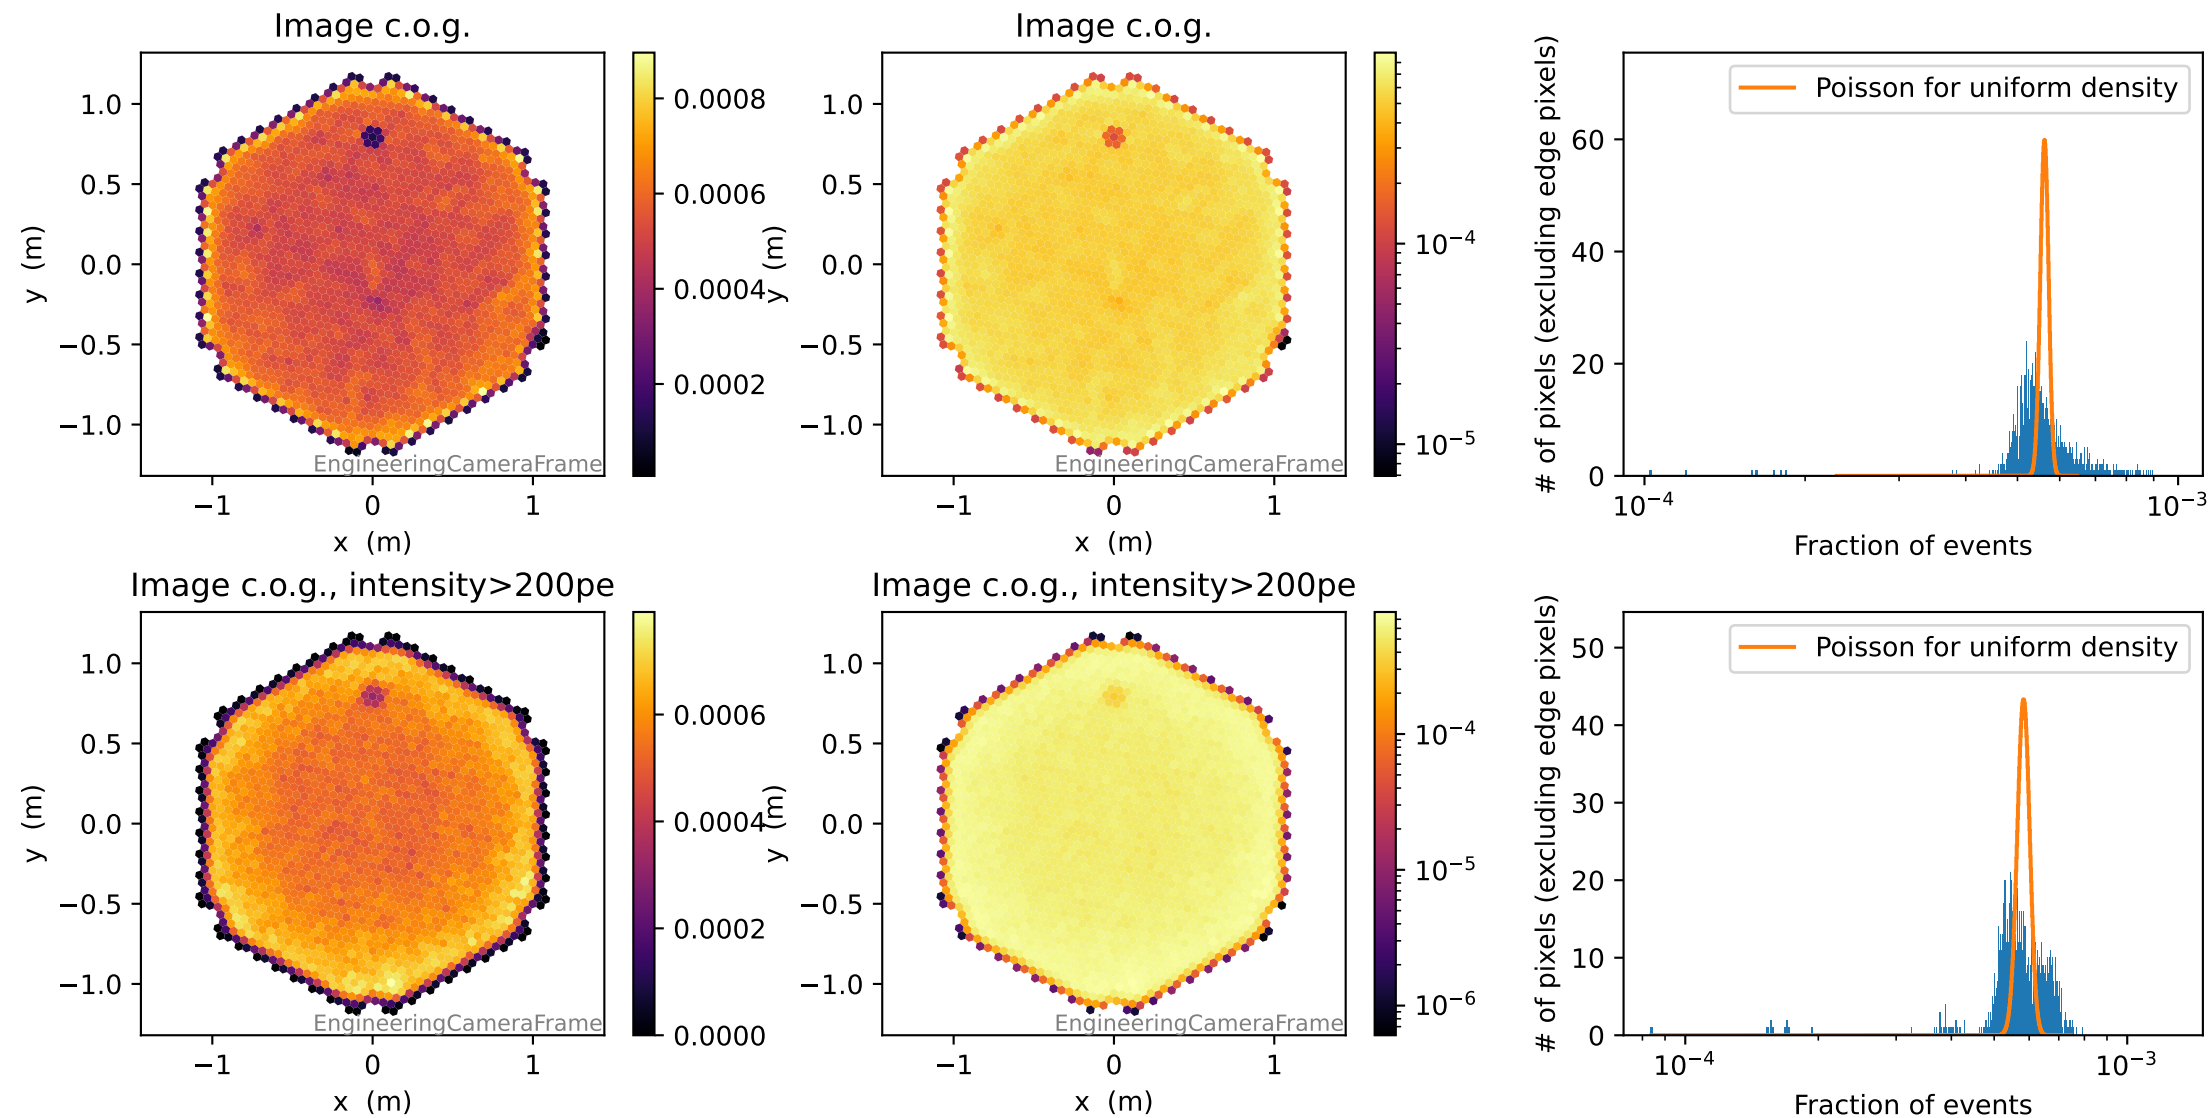 Image c.o.g.
1.0
0.5
0.0
−0.5
−1.0
y (m)
−1
0
1
x (m)
EngineeringCameraFrame
0.0008
0.0006
0.0004
0.0002
Image c.o.g.
1.0
0.5
0.0
−0.5
−1.0
y (m)
−1
0
1
x (m)
EngineeringCameraFrame
10⁻⁴
10⁻⁵
# of pixels (excluding edge pixels)
60
40
20
0
Poisson for uniform density
10⁻⁴
10⁻³
Fraction of events
Image c.o.g., intensity>200pe
1.0
0.5
0.0
−0.5
−1.0
y (m)
−1
0
1
x (m)
EngineeringCameraFrame
0.0006
0.0004
0.0002
0.0000
Image c.o.g., intensity>200pe
1.0
0.5
0.0
−0.5
−1.0
y (m)
−1
0
1
x (m)
EngineeringCameraFrame
10⁻⁴
10⁻⁵
10⁻⁶
# of pixels (excluding edge pixels)
50
40
30
20
10
0
Poisson for uniform density
10⁻⁴
10⁻³
Fraction of events